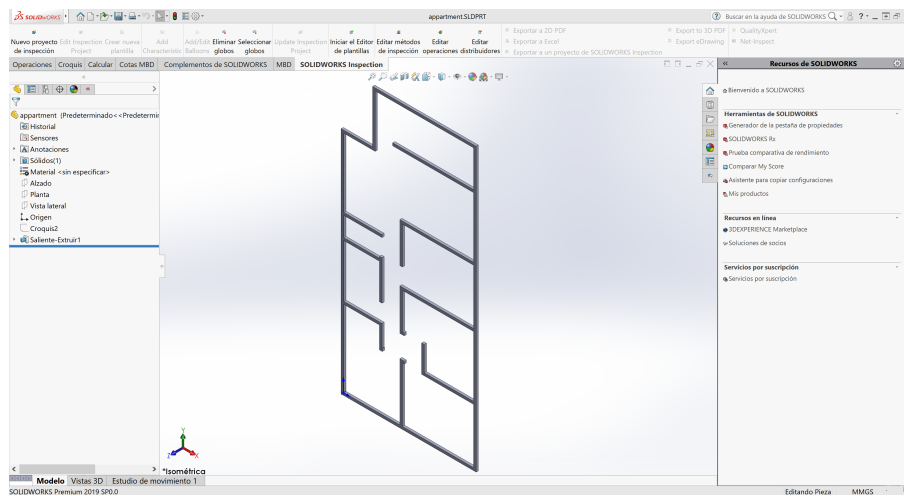 SOLIDWORKS
appartment.SLDPRT
Buscar en la ayuda de SOLIDWORKS
Nuevo proyecto de inspección
Edit Inspection Project
Crear nueva plantilla
Add Characteristic
Add/Edit Balloons
Eliminar globos
Seleccionar globos
Update Inspection Project
Iniciar el Editor de plantillas
Editar métodos de inspección
Editar operaciones
Editar distribuidores
Exportar a 2D PDF
Exportar a Excel
Exportar a un proyecto de SOLIDWORKS Inspection
Export to 3D PDF
Export eDrawing
QualityXpert
Net-Inspect
Operaciones Croquis Calcular Cotas MBD Complementos de SOLIDWORKS MBD SOLIDWORKS Inspection
Recursos de SOLIDWORKS
appartment (Predeterminado<<Predetermin
Historial
Sensores
Anotaciones
Sólidos(1)
Material <sin especificar>
Alzado
Planta
Vista lateral
Origen
Croquis2
Saliente-Extruir1
Y
Z
X
*Isométrica
Bienvenido a SOLIDWORKS
Herramientas de SOLIDWORKS
Generador de la pestaña de propiedades
SOLIDWORKS Rx
Prueba comparativa de rendimiento
Comparar My Score
Asistente para copiar configuraciones
Mis productos
Recursos en línea
3DEXPERIENCE Marketplace
Soluciones de socios
Servicios por suscripción
Servicios por suscripción
Modelo Vistas 3D Estudio de movimiento 1
SOLIDWORKS Premium 2019 SP0.0
Editando Pieza MMGS